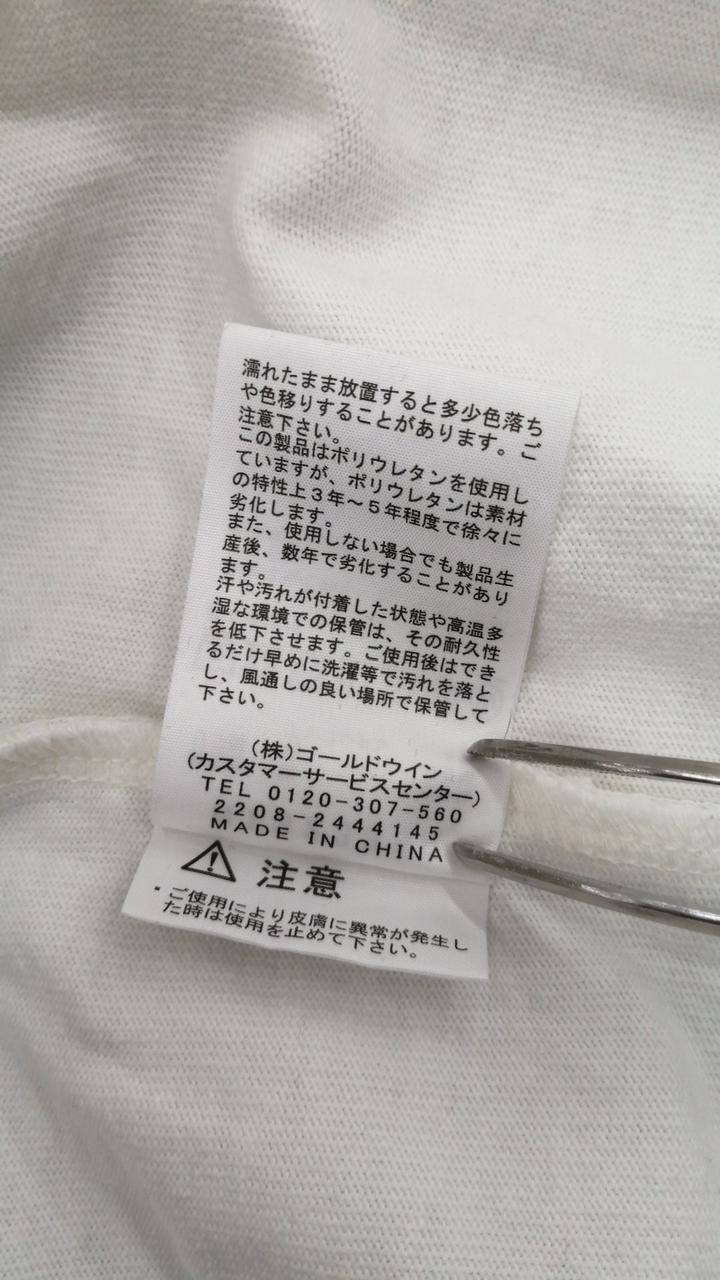 濡れたまま放置すると多少色落ち
や色移りすることがあります。ご
注意下さい。
この製品はポリウレタンを使用し
ていますが、ポリウレタンは素材
の特性上3年～5年程度で徐々に
劣化します。
また、使用しない場合でも製品生
産後、数年で劣化することがあり
ます。
汗や汚れが付着した状態や高温多
湿な環境での保管は、その耐久性
を低下させます。ご使用後はでき
るだけ早めに洗濯等で汚れを落と
し、風通しの良い場所で保管して
下さい。
(株)ゴールドウイン
(カスタマーサービスセンター)
TEL 0120-307-560
2208-2444145
MADE IN CHINA
注意
・ご使用により皮膚に異常が発生し
た時は使用を止めて下さい。